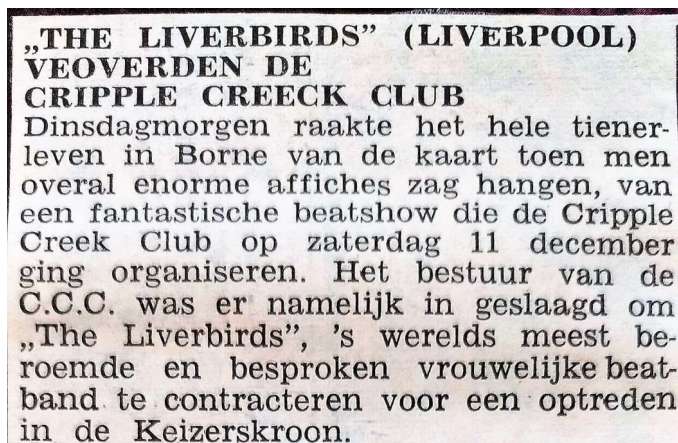 „THE LIVERBIRDS” (LIVERPOOL)
VEOVERDEN DE
CRIPPLE CREECK CLUB
Dinsdagmorgen raakte het hele tiener-
leven in Borne van de kaart toen men
overal enorme affiches zag hangen, van
een fantastische beatshow die de Cripple
Creek Club op zaterdag 11 december
ging organiseren. Het bestuur van de
C.C.C. was er namelijk in geslaagd om
„The Liverbirds”, 's werelds meest be-
roemde en besproken vrouwelijke beat-
band te contracteren voor een optreden
in de Keizerskroon.